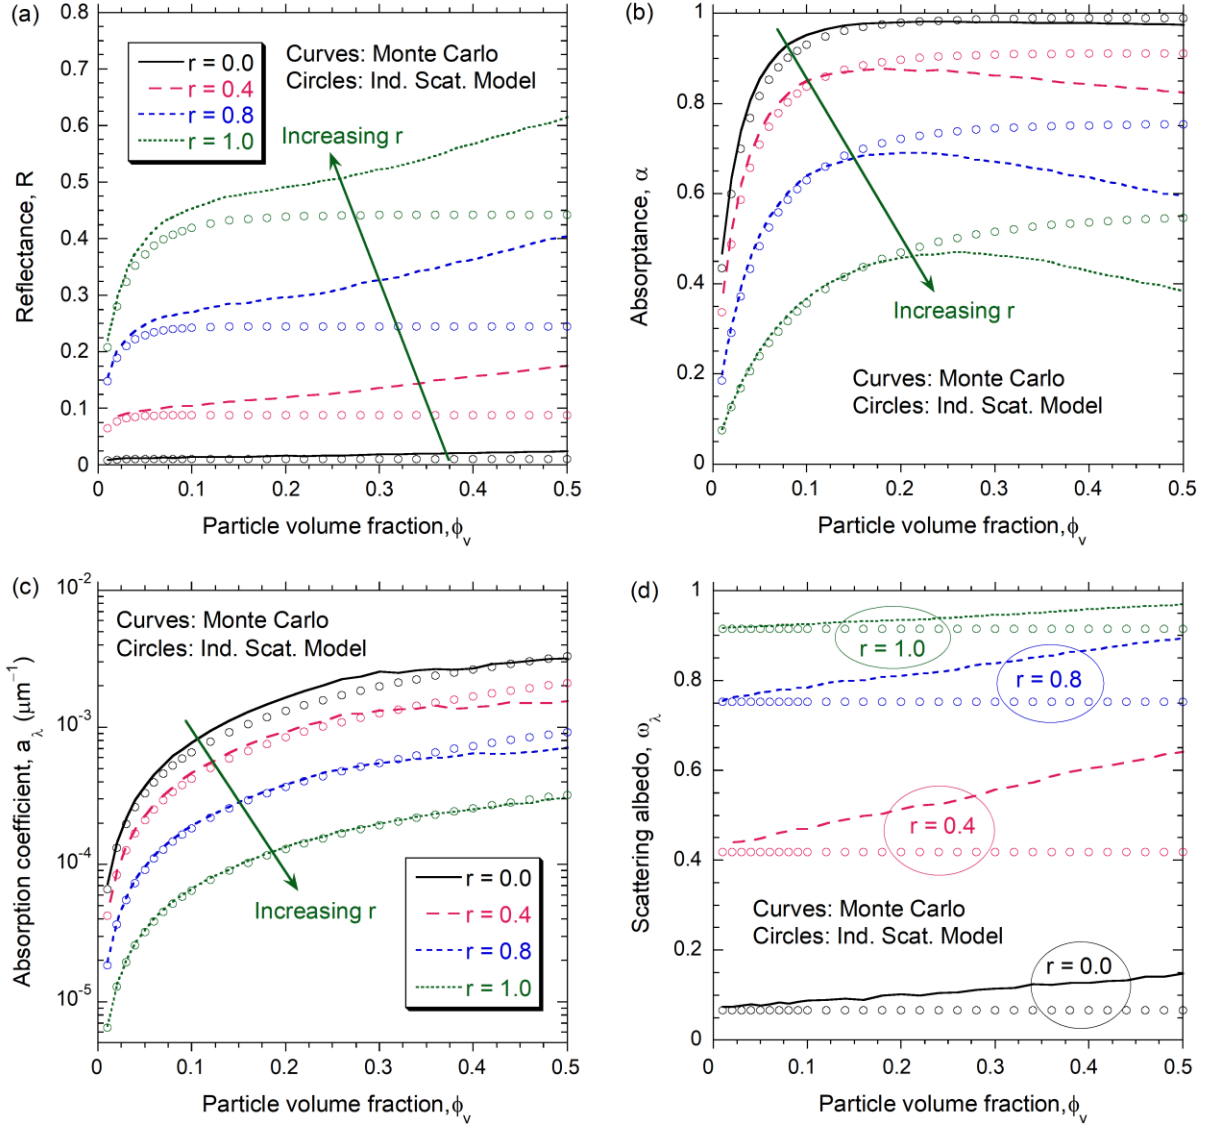 (a)
0.8
0.7
0.6
0.5
0.4
0.3
0.2
0.1
0
Reflectance, R
r = 0.0
r = 0.4
r = 0.8
r = 1.0
Curves: Monte Carlo
Circles: Ind. Scat. Model
Increasing r
0 0.1 0.2 0.3 0.4 0.5
Particle volume fraction,ϕv
(b)
1
0.8
0.6
0.4
0.2
0
Absorptance, α
Increasing r
Curves: Monte Carlo
Circles: Ind. Scat. Model
0 0.1 0.2 0.3 0.4 0.5
Particle volume fraction,ϕv
(c)
10⁻²
10⁻³
10⁻⁴
10⁻⁵
Absorption coefficient, aλ (μm⁻¹)
Curves: Monte Carlo
Circles: Ind. Scat. Model
Increasing r
r = 0.0
r = 0.4
r = 0.8
r = 1.0
0 0.1 0.2 0.3 0.4 0.5
Particle volume fraction,ϕv
(d)
1
0.8
0.6
0.4
0.2
0
Scattering albedo, ωλ
r = 1.0
r = 0.8
r = 0.4
Curves: Monte Carlo
Circles: Ind. Scat. Model
r = 0.0
0 0.1 0.2 0.3 0.4 0.5
Particle volume fraction,ϕv